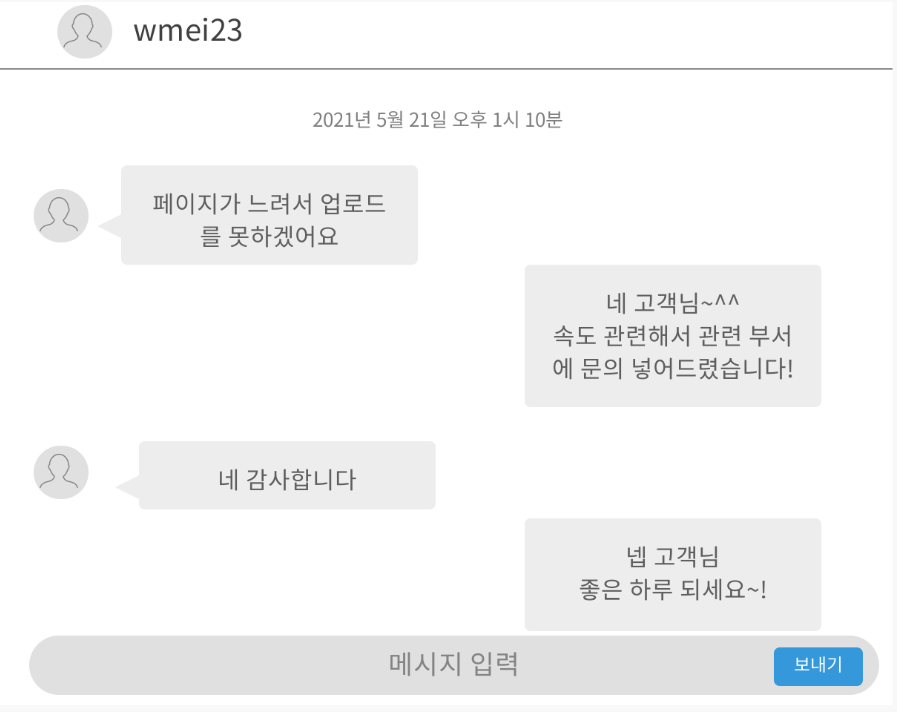 wmei23
2021년 5월 21일 오후 1시 10분
페이지가 느려서 업로드
를 못하겠어요
네 고객님~^^
속도 관련해서 관련 부서
에 문의 넣어드렸습니다!
네 감사합니다
넵 고객님
좋은 하루 되세요~!
메시지 입력
보내기